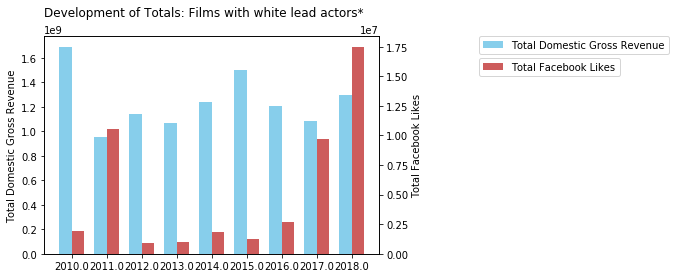 Development of Totals: Films with white lead actors*
1e9
1e7
Total Domestic Gross Revenue
Total Facebook Likes
1.6
1.4
1.2
1.0
0.8
0.6
0.4
0.2
0.0
Total Domestic Gross Revenue
1.75
1.50
1.25
1.00
0.75
0.50
0.25
0.00
Total Facebook Likes
2010.0 2011.0 2012.0 2013.0 2014.0 2015.0 2016.0 2017.0 2018.0